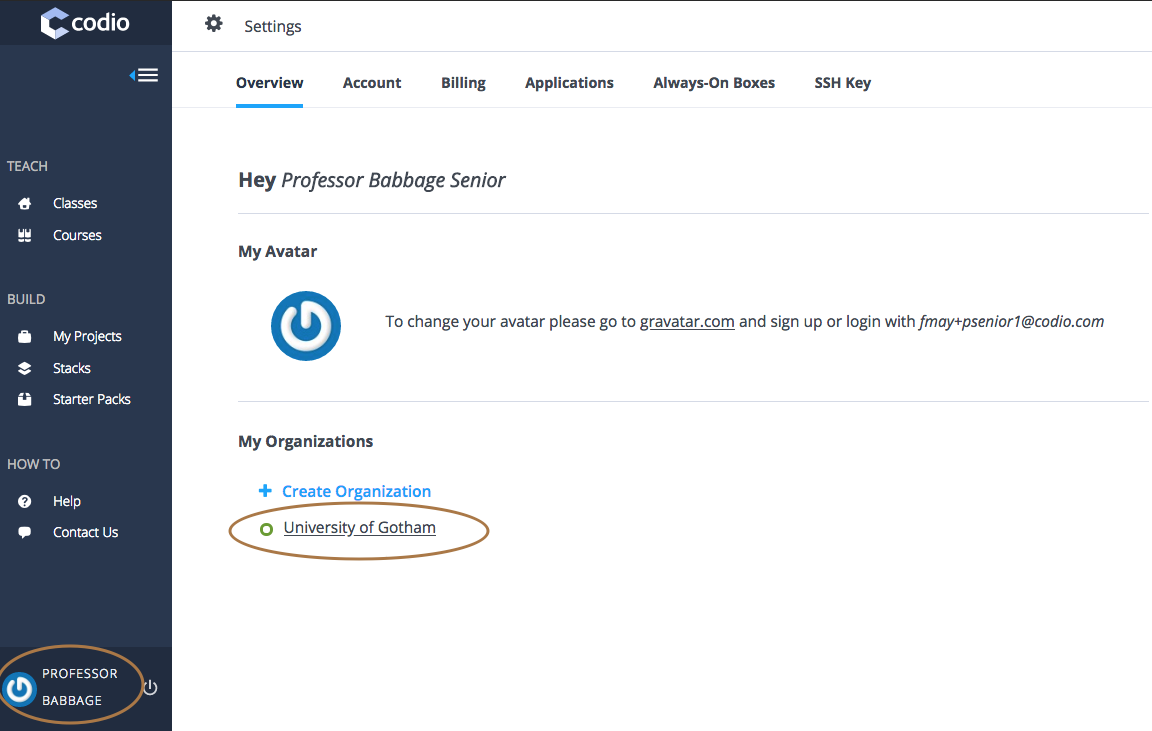 codio
Settings
Overview Account Billing Applications Always-On Boxes SSH Key
TEACH
Classes
Courses
BUILD
My Projects
Stacks
Starter Packs
HOW TO
Help
Contact Us
PROFESSOR
BABBAGE
Hey Professor Babbage Senior
My Avatar
To change your avatar please go to gravatar.com and sign up or login with fmay+psenior1@codio.com
My Organizations
+ Create Organization
University of Gotham